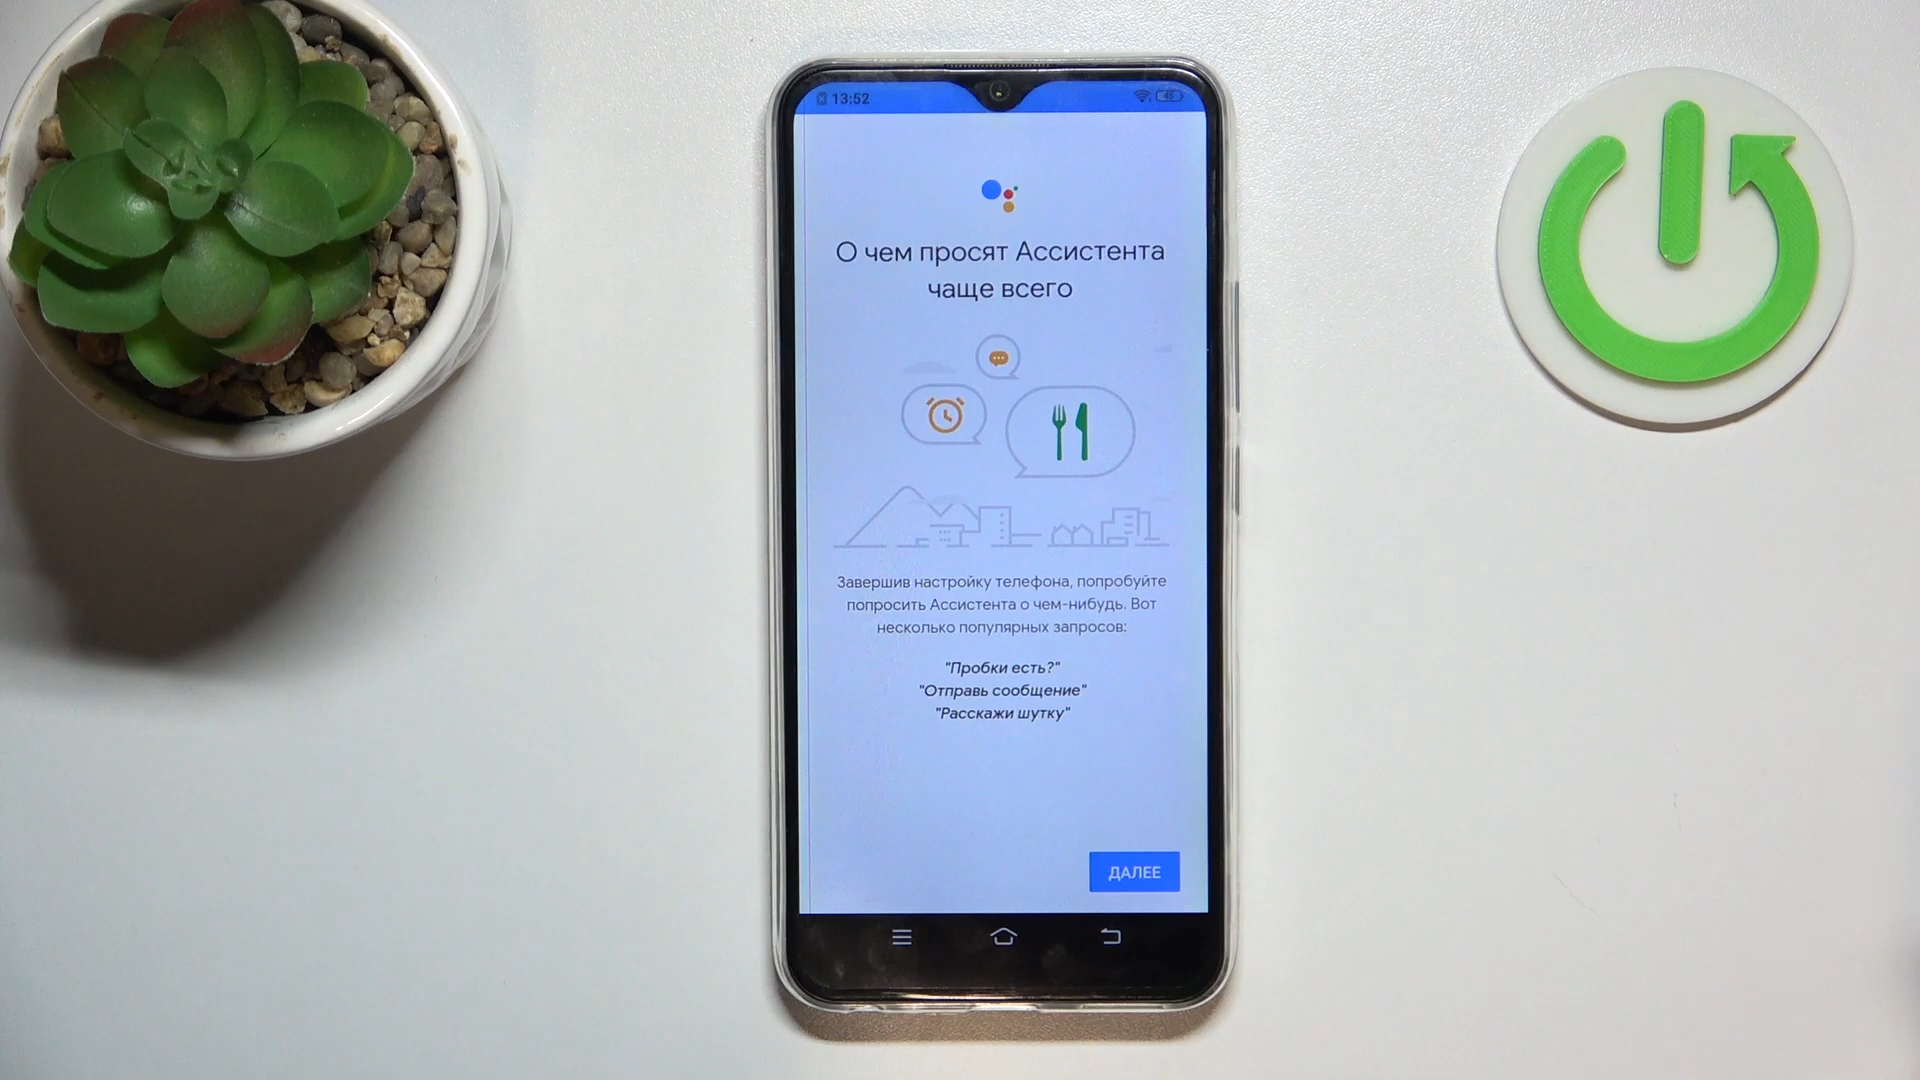 13:52
45
О чем просят Ассистента
чаще всего
Завершив настройку телефона, попробуйте
попросить Ассистента о чем-нибудь. Вот
несколько популярных запросов:
"Пробки есть?"
"Отправь сообщение"
"Расскажи шутку"
ДАЛЕЕ